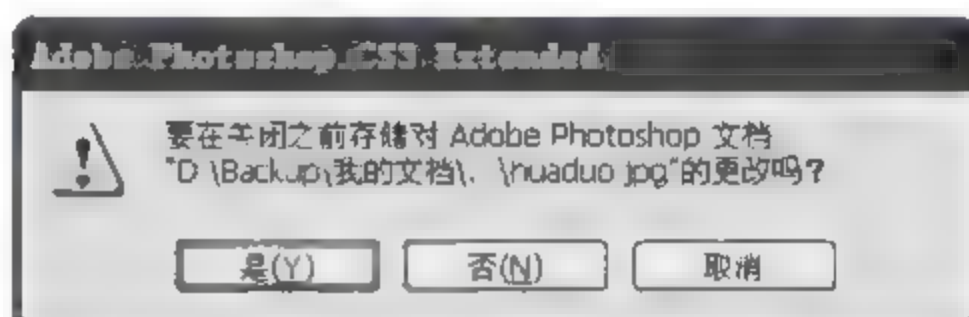 Adobe Photoshop CS3 Extended
要在关闭之前存储对 Adobe Photoshop 文档
"D:\Backup\我的文档\...\huaduo.jpg"的更改吗?
是(Y)
否(N)
取消